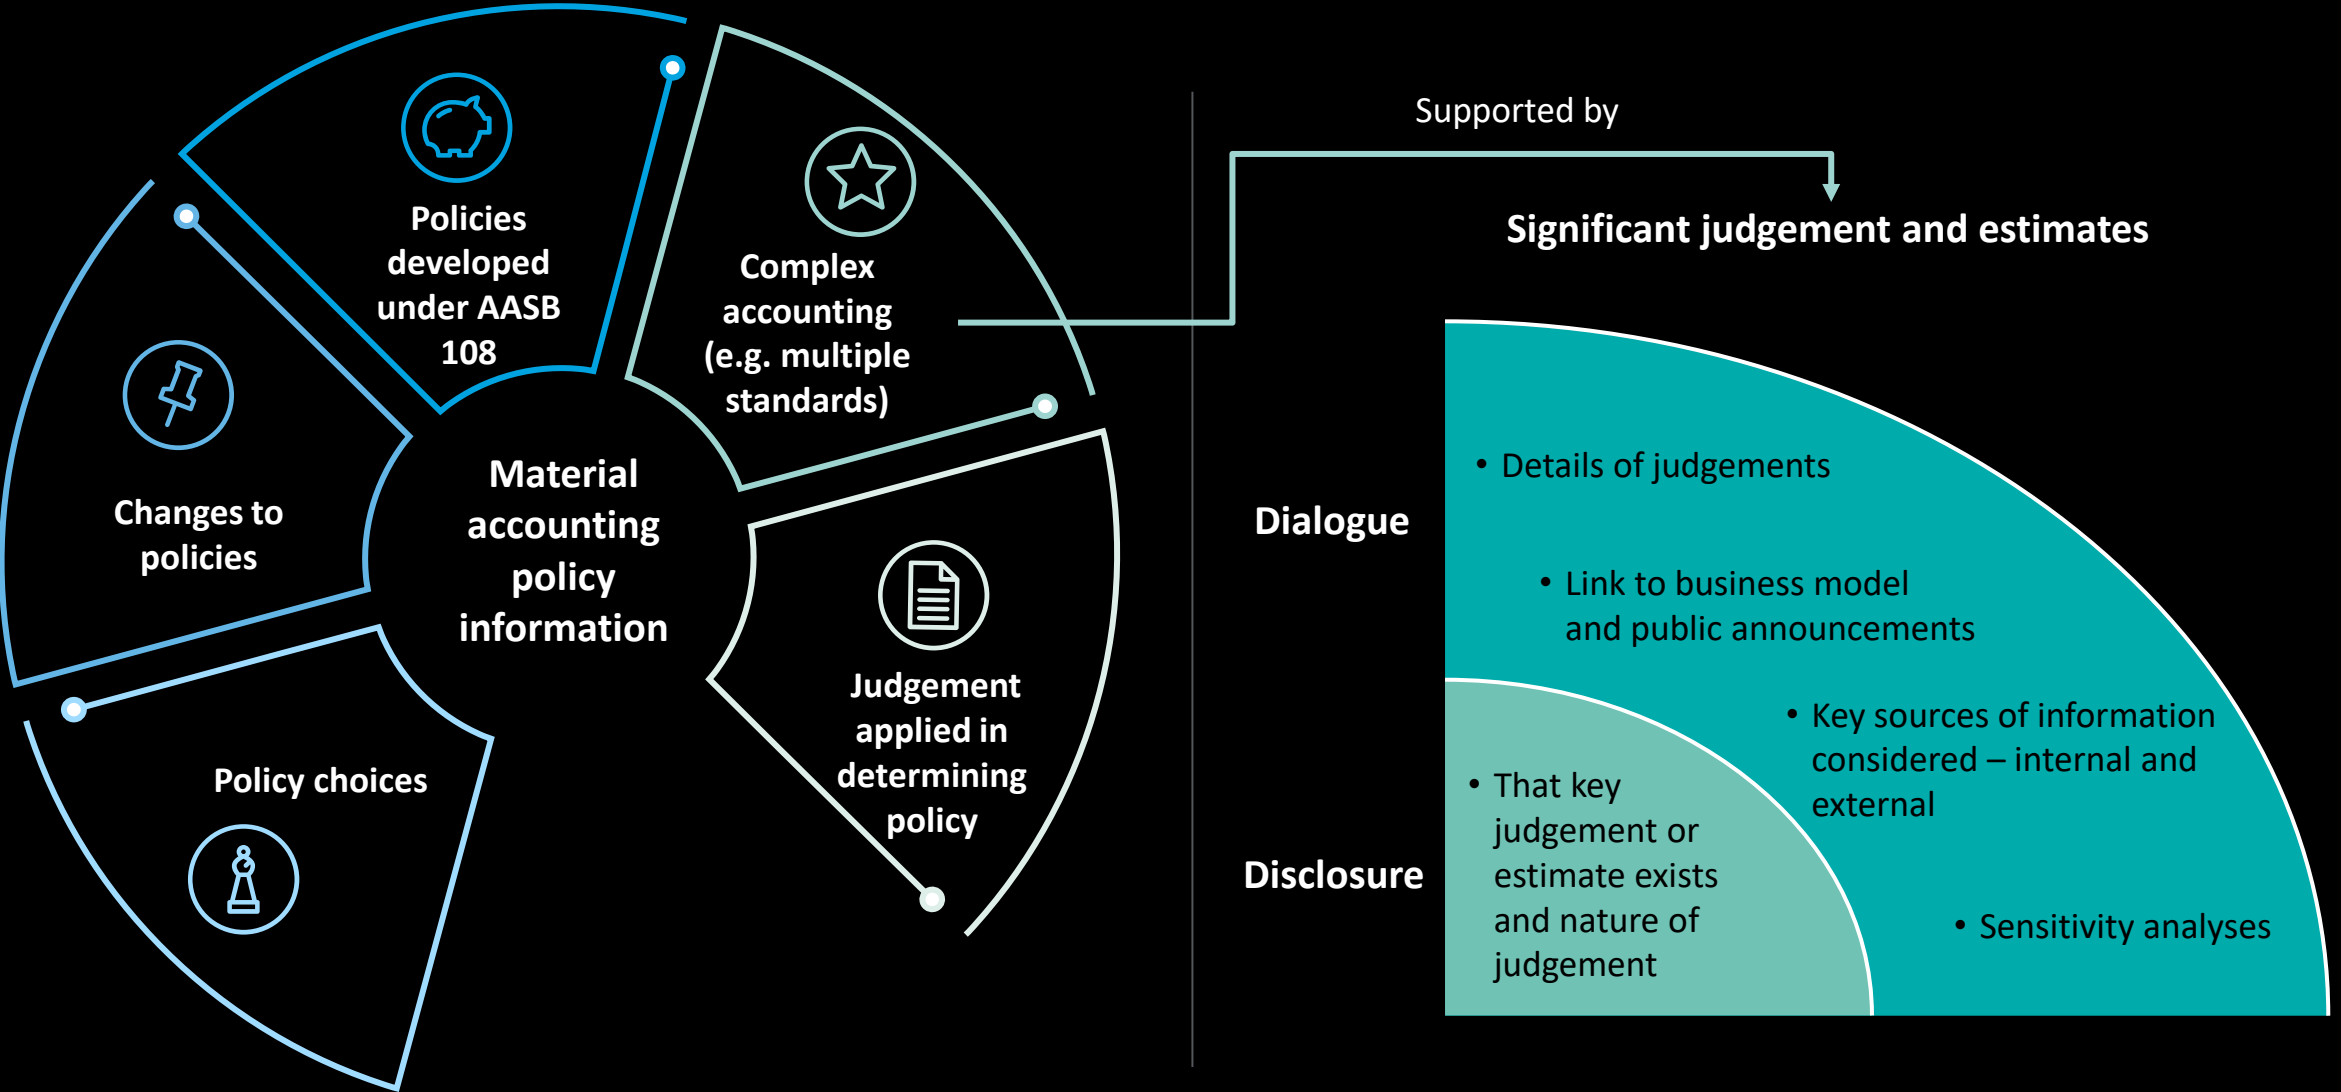 Policies
developed
under AASB
108
Complex
accounting
(e.g. multiple
standards)
Changes to
policies
Material
accounting
policy
information
Judgement
applied in
determining
policy
Policy choices
Supported by
Significant judgement and estimates
Dialogue
• Details of judgements
• Link to business model
and public announcements
• Key sources of information
considered – internal and
external
• Sensitivity analyses
Disclosure
• That key
judgement or
estimate exists
and nature of
judgement